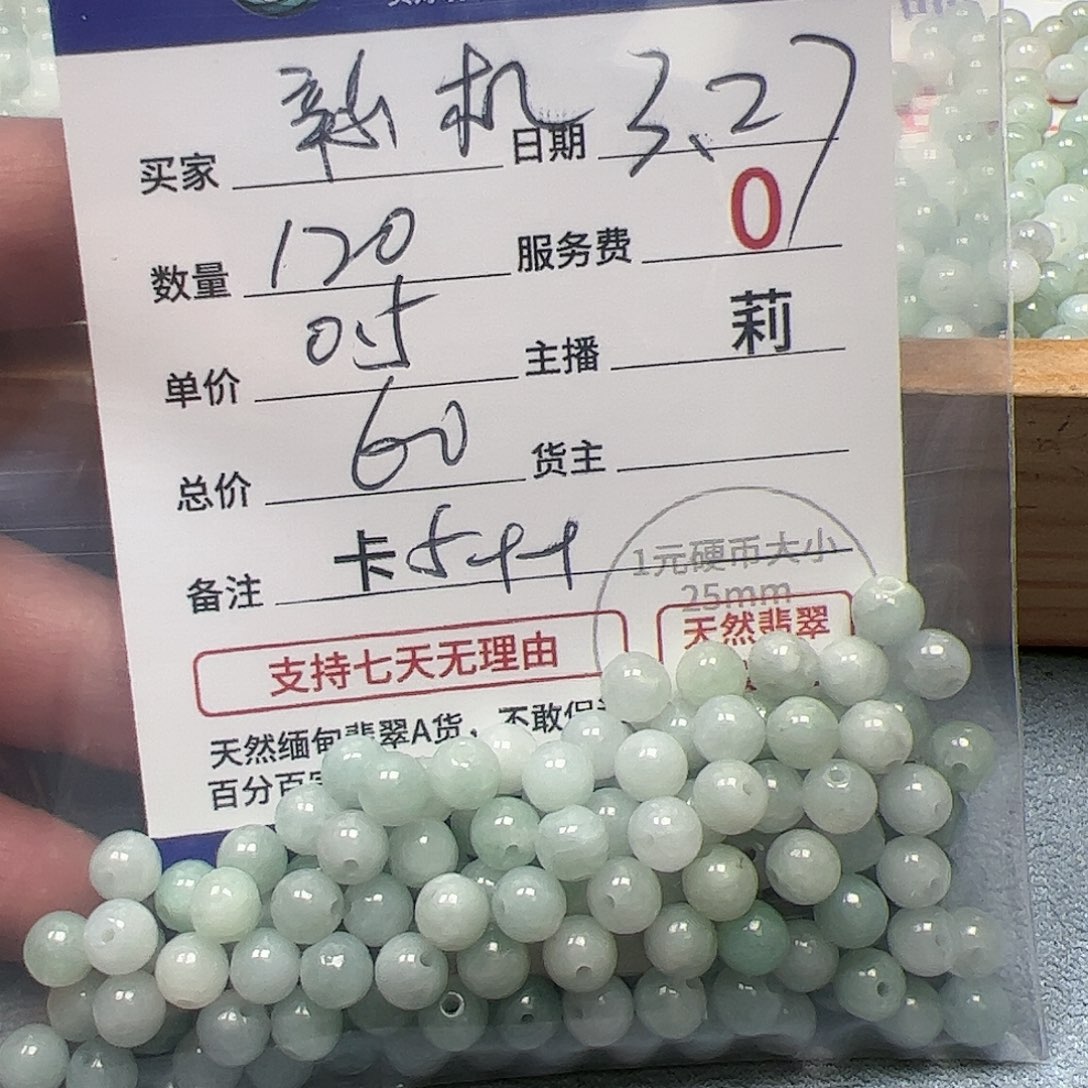 买家 新机 日期 3、27
数量 120 服务费 0
单价 0.5 主播 莉
总价 60 货主
备注 卡544
1元硬币大小
25mm
支持七天无理由
天然翡翠
天然缅甸翡翠A货，不敢保
百分百